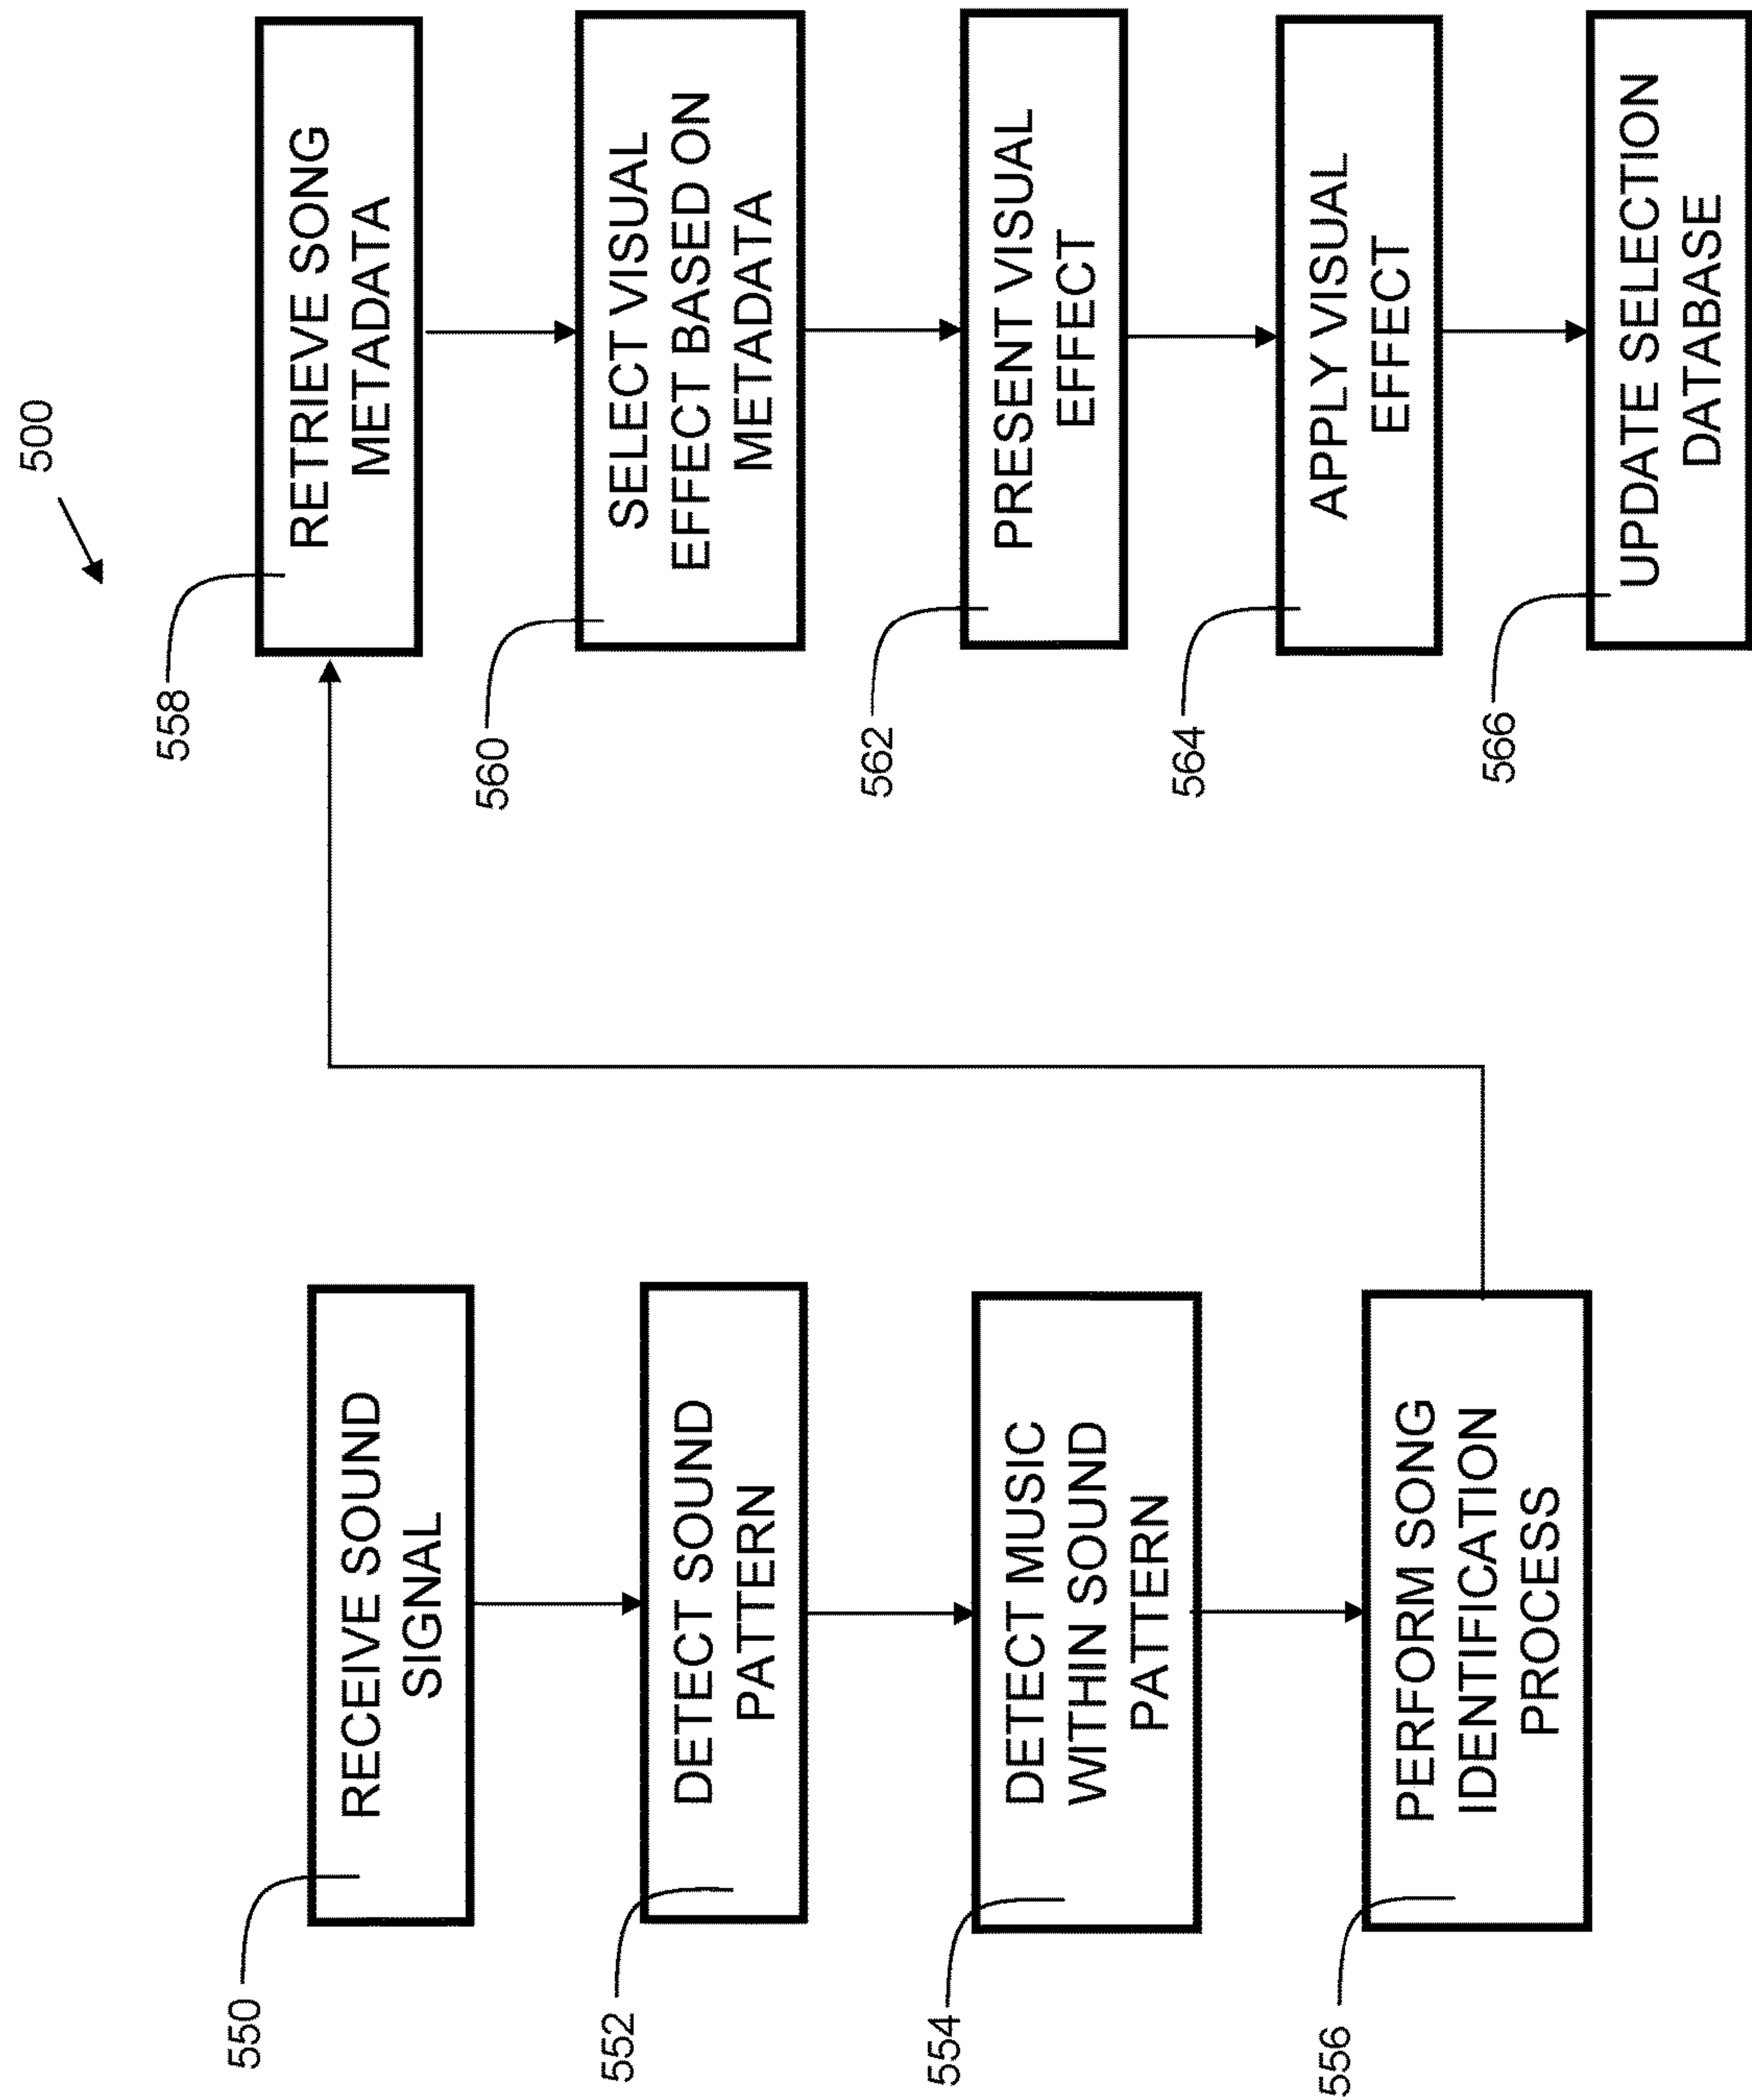 500
550
RECEIVE SOUND
SIGNAL
552
DETECT SOUND
PATTERN
554
DETECT MUSIC
WITHIN SOUND
PATTERN
556
PERFORM SONG
IDENTIFICATION
PROCESS
558
RETRIEVE SONG
METADATA
560
SELECT VISUAL
EFFECT BASED ON
METADATA
562
PRESENT VISUAL
EFFECT
564
APPLY VISUAL
EFFECT
566
UPDATE SELECTION
DATABASE